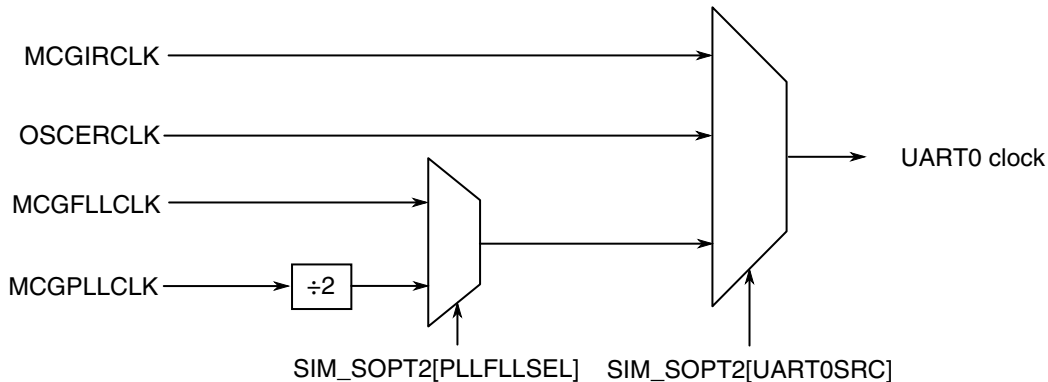 MCGIRCLK
OSCERCLK
UART0 clock
MCGFLLCLK
MCGPLLCLK
÷2
SIM_SOPT2[PLLFLLSEL]
SIM_SOPT2[UART0SRC]